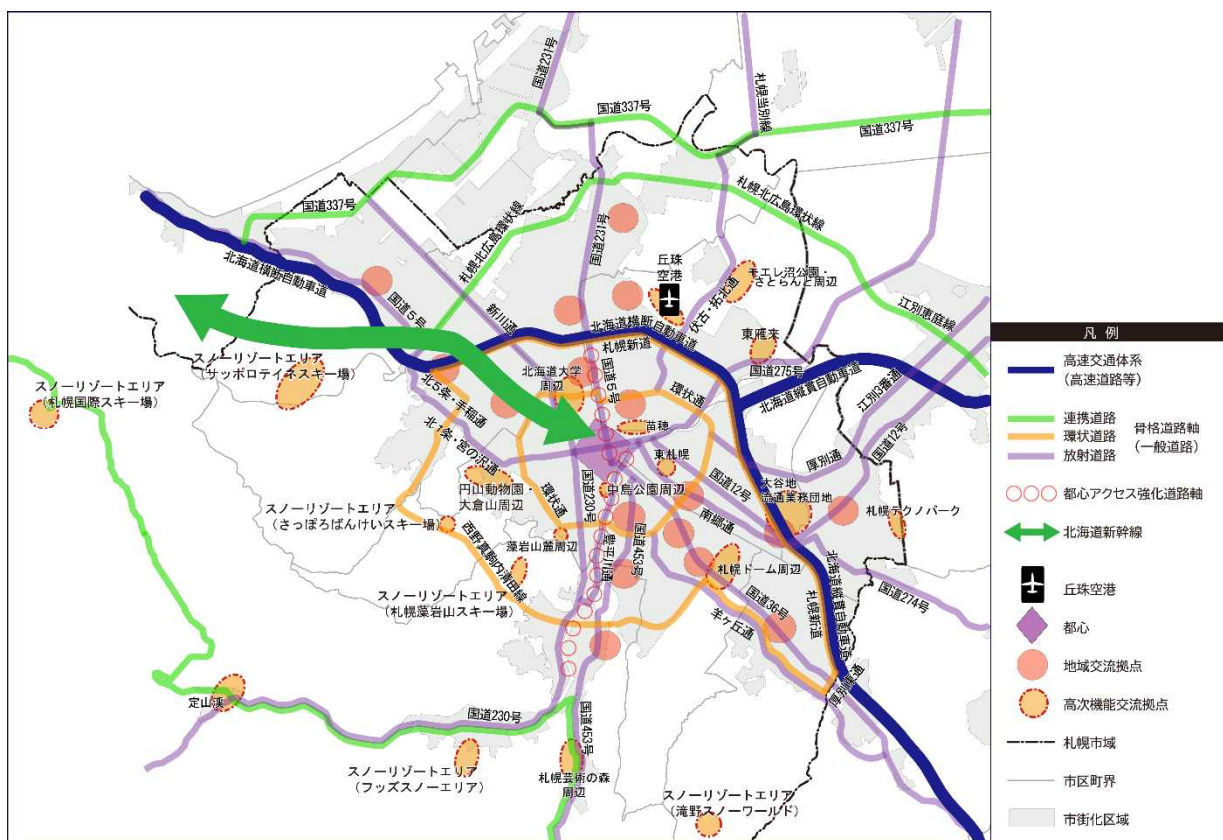 国道231号
国道337号
札幌当別線
国道337号
国道337号
札幌北広島環状線
札幌北広島環状線
国道231号
北海道横断自動車道
国道5号
新川通
丘珠
空港
モエレ沼公園・
さとらんど周辺
伏古・拓北通
江別恵庭線
北海道横断自動車道
札幌新道
東雁来
国道275号
北海道縦貫自動車道
江別3番通
国道12号
スノーリゾートエリア
(サッポロテイネスキー場)
スノーリゾートエリア
(札幌国際スキー場)
北海道大学
周辺
国道5号
環状通
苗穂
北5条・手稲通
北1条・宮の沢通
東札幌
厚別通
国道12号
大谷地
流通業務団地
札幌テクノパーク
円山動物園・
大倉山周辺
環状通
国道230号
中島公園周辺
南郷通
スノーリゾートエリア
(さっぽろばんけいスキー場)
藻岩山麓周辺
西野真駒内清田線
豊平川通
国道453号
札幌ドーム周辺
国道36号
羊ケ丘通
札幌新道
北海道縦貫自動車道
国道274号
スノーリゾートエリア
(札幌藻岩山スキー場)
厚別東通
定山渓
国道230号
国道453号
スノーリゾートエリア
(フッズスノーエリア)
札幌芸術の森
周辺
スノーリゾートエリア
(滝野スノーワールド)
凡 例
高速交通体系
(高速道路等)
連携道路
環状道路
放射道路
骨格道路軸
(一般道路)
都心アクセス強化道路軸
北海道新幹線
丘珠空港
都心
地域交流拠点
高次機能交流拠点
札幌市域
市区町界
市街化区域